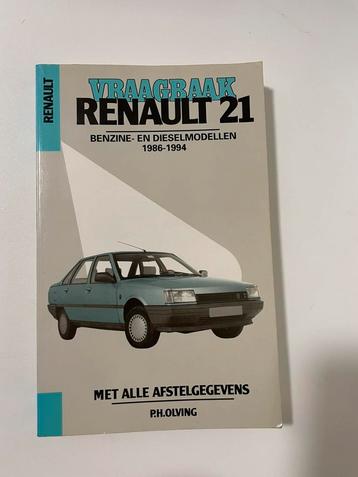 RENAULT
VRAAGBAAK
RENAULT 21
BENZINE- EN DIESELMODELLEN
1986-1994
MET ALLE AFSTELGEGEVENS
P.H.OLVING